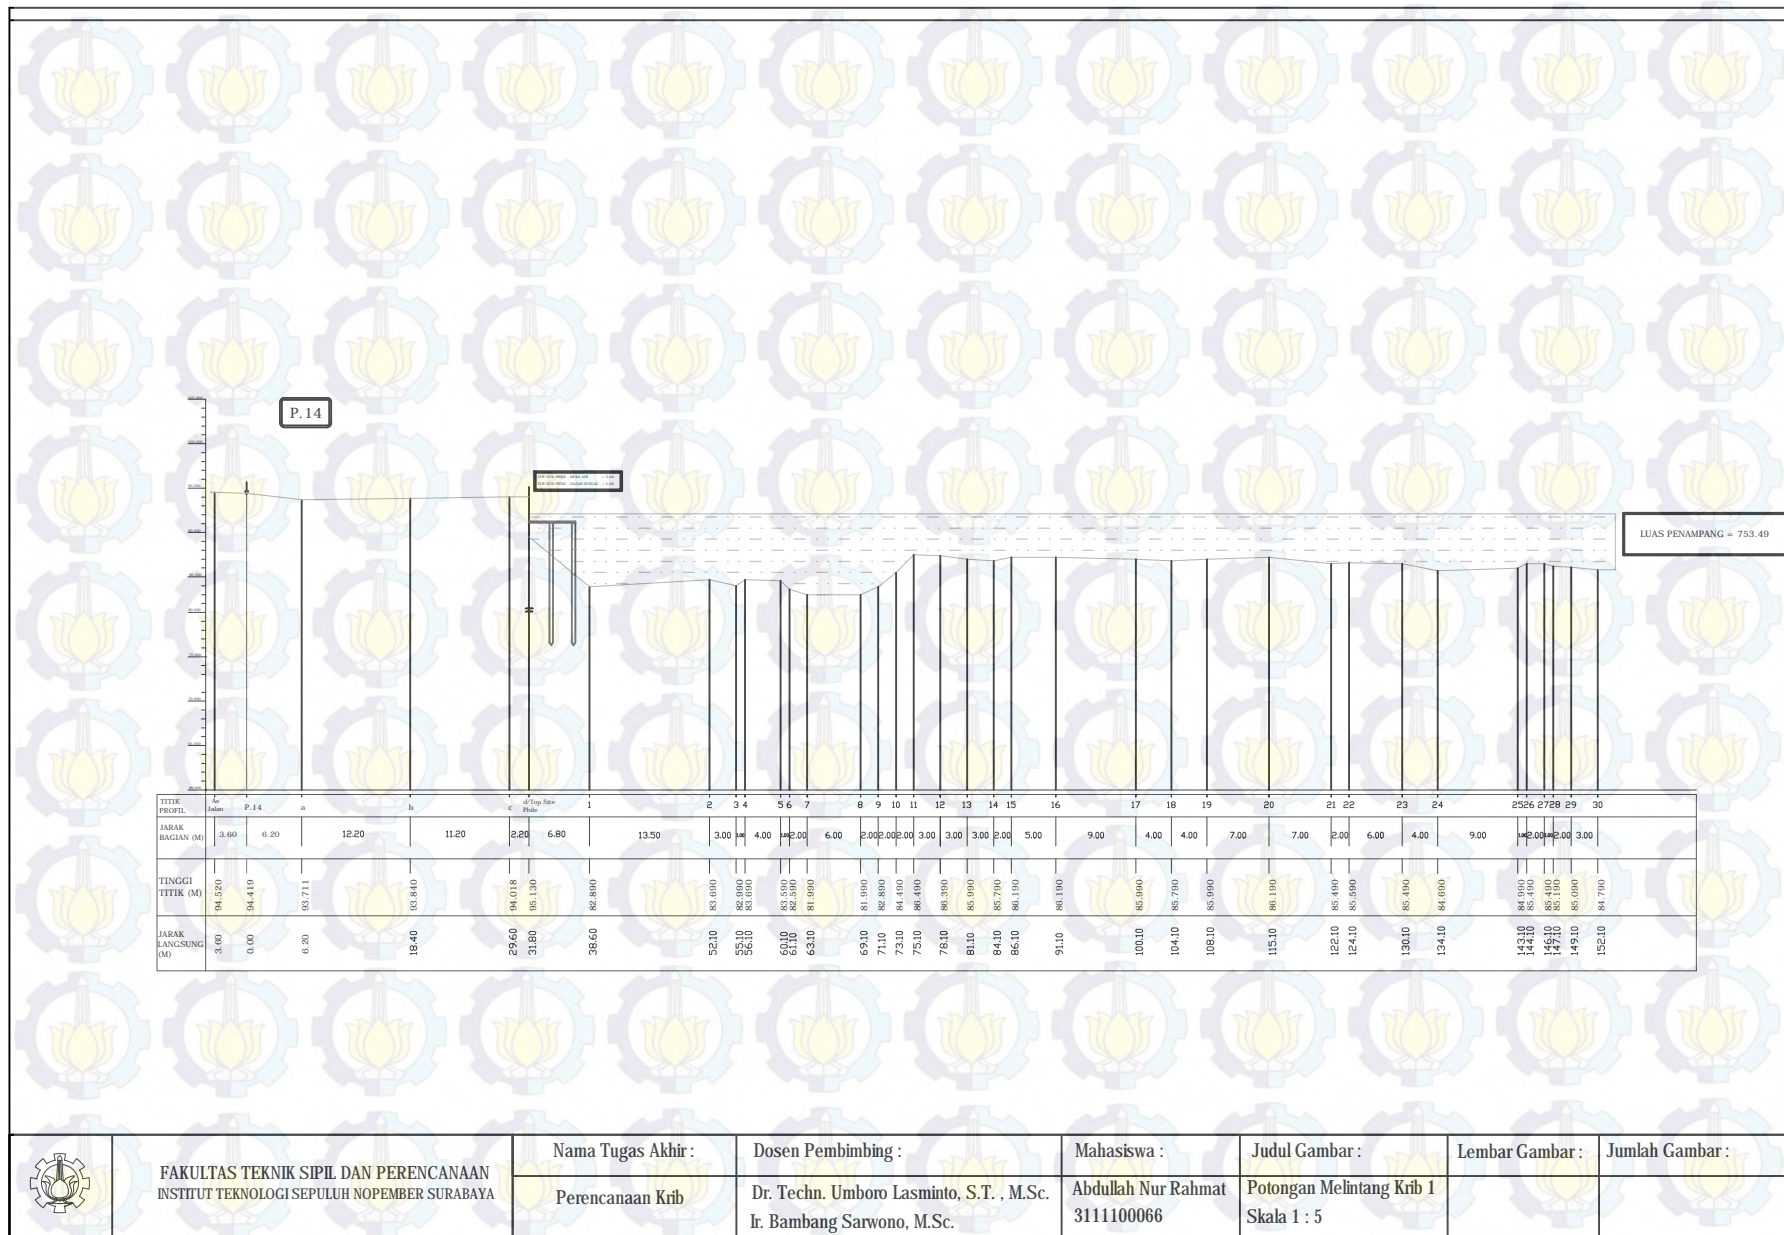 P.14
LUAS PENAMPANG = 753.49
TITIK PROFIL As Jalan P.14 a b c d/Top Site Phile 1 2 3 4 5 6 7 8 9 10 11 12 13 14 15 16 17 18 19 20 21 22 23 24 25 26 27 28 29 30
JARAK BAGIAN (M) 3.60 6.20 12.20 11.20 2.20 6.80 13.50 3.00 1.00 4.00 1.00 2.00 6.00 2.00 2.00 2.00 3.00 3.00 3.00 2.00 5.00 9.00 4.00 4.00 7.00 7.00 2.00 6.00 4.00 9.00 1.00 2.00 1.00 2.00 3.00
TINGGI TITIK (M) 94.520 94.419 93.711 93.840 94.018 95.130 82.890 83.690 82.990 83.690 83.590 82.590 81.990 81.990 82.890 84.490 86.490 86.390 85.990 85.790 86.190 86.190 85.990 85.790 85.990 86.190 85.490 85.590 85.490 84.690 84.990 85.490 85.490 85.190 85.090 84.790
JARAK LANGSUNG (M) 3.60 0.00 6.20 18.40 29.60 31.80 38.60 52.10 55.10 56.10 60.10 61.10 63.10 69.10 71.10 73.10 75.10 78.10 81.10 84.10 86.10 91.10 100.10 104.10 108.10 115.10 122.10 124.10 130.10 134.10 143.10 144.10 146.10 147.10 149.10 152.10
FAKULTAS TEKNIK SIPIL DAN PERENCANAAN
INSTITUT TEKNOLOGI SEPULUH NOPEMBER SURABAYA
Nama Tugas Akhir :
Perencanaan Krib
Dosen Pembimbing :
Dr. Techn. Umboro Lasminto, S.T. , M.Sc.
Ir. Bambang Sarwono, M.Sc.
Mahasiswa :
Abdullah Nur Rahmat
3111100066
Judul Gambar :
Potongan Melintang Krib 1
Skala 1 : 5
Lembar Gambar :
Jumlah Gambar :